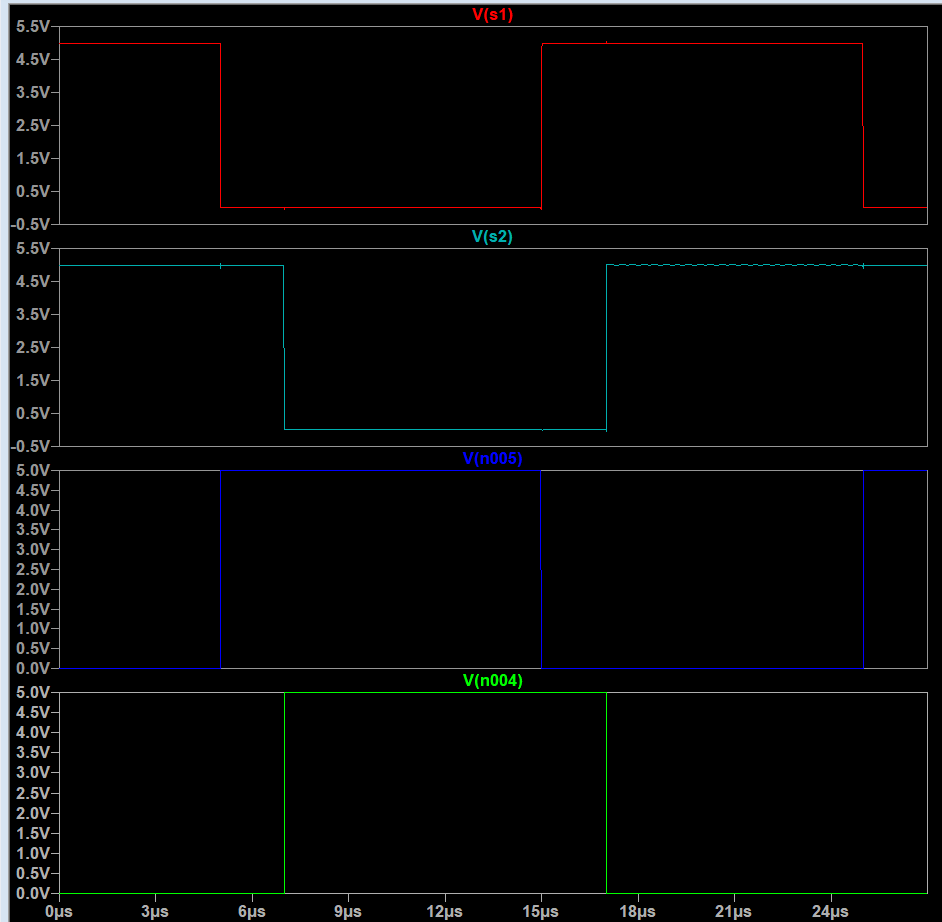 V(s1)
5.5V
4.5V
3.5V
2.5V
1.5V
0.5V
-0.5V
V(s2)
5.5V
4.5V
3.5V
2.5V
1.5V
0.5V
-0.5V
V(n005)
5.0V
4.5V
4.0V
3.5V
3.0V
2.5V
2.0V
1.5V
1.0V
0.5V
0.0V
V(n004)
5.0V
4.5V
4.0V
3.5V
3.0V
2.5V
2.0V
1.5V
1.0V
0.5V
0.0V
0µs 3µs 6µs 9µs 12µs 15µs 18µs 21µs 24µs